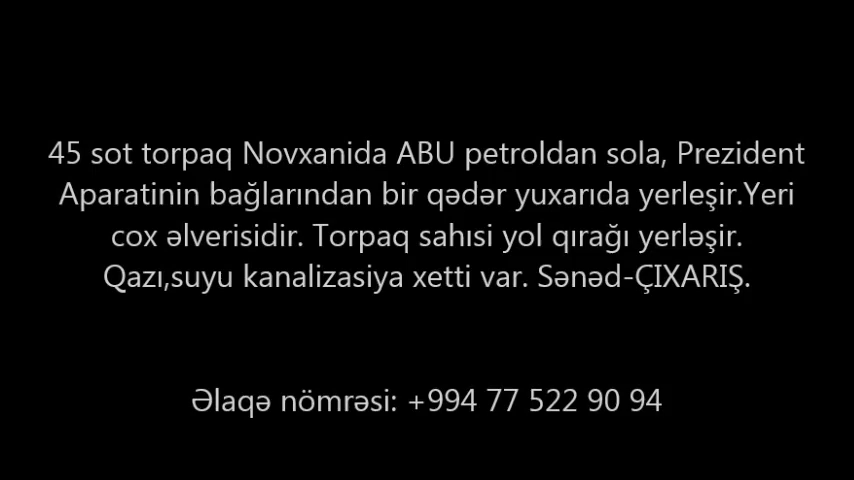 45 sot torpaq Novxanida ABU petroldan sola, Prezident
Aparatinin bağlarından bir qədər yuxarıda yerleşir.Yeri
cox əlverisidir. Torpaq sahısi yol qırağı yerləşir.
Qazı,suyu kanalizasiya xetti var. Sənəd-ÇIXARIŞ.
Əlaqə nömrəsi: +994 77 522 90 94